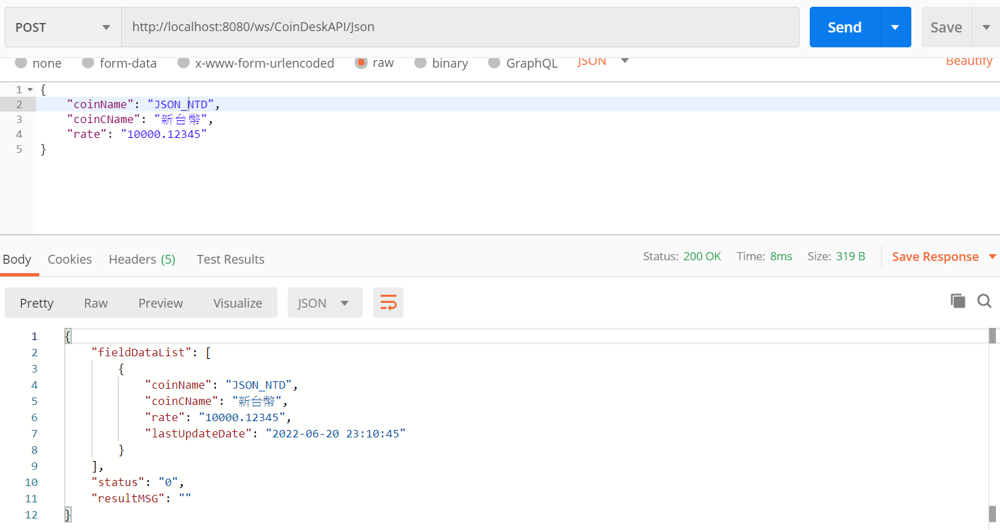 POST http://localhost:8080/ws/CoinDeskAPI/Json Send Save
none form-data x-www-form-urlencoded raw binary GraphQL JSON Beautify
1 {
2 "coinName": "JSON_NTD",
3 "coinCName": "新台幣",
4 "rate": "10000.12345"
5 }
Body Cookies Headers (5) Test Results Status: 200 OK Time: 8ms Size: 319 B Save Response
Pretty Raw Preview Visualize JSON
1 {
2 "fieldDataList": [
3 {
4 "coinName": "JSON_NTD",
5 "coinCName": "新台幣",
6 "rate": "10000.12345",
7 "lastUpdateDate": "2022-06-20 23:10:45"
8 }
9 ],
10 "status": "0",
11 "resultMSG": ""
12 }